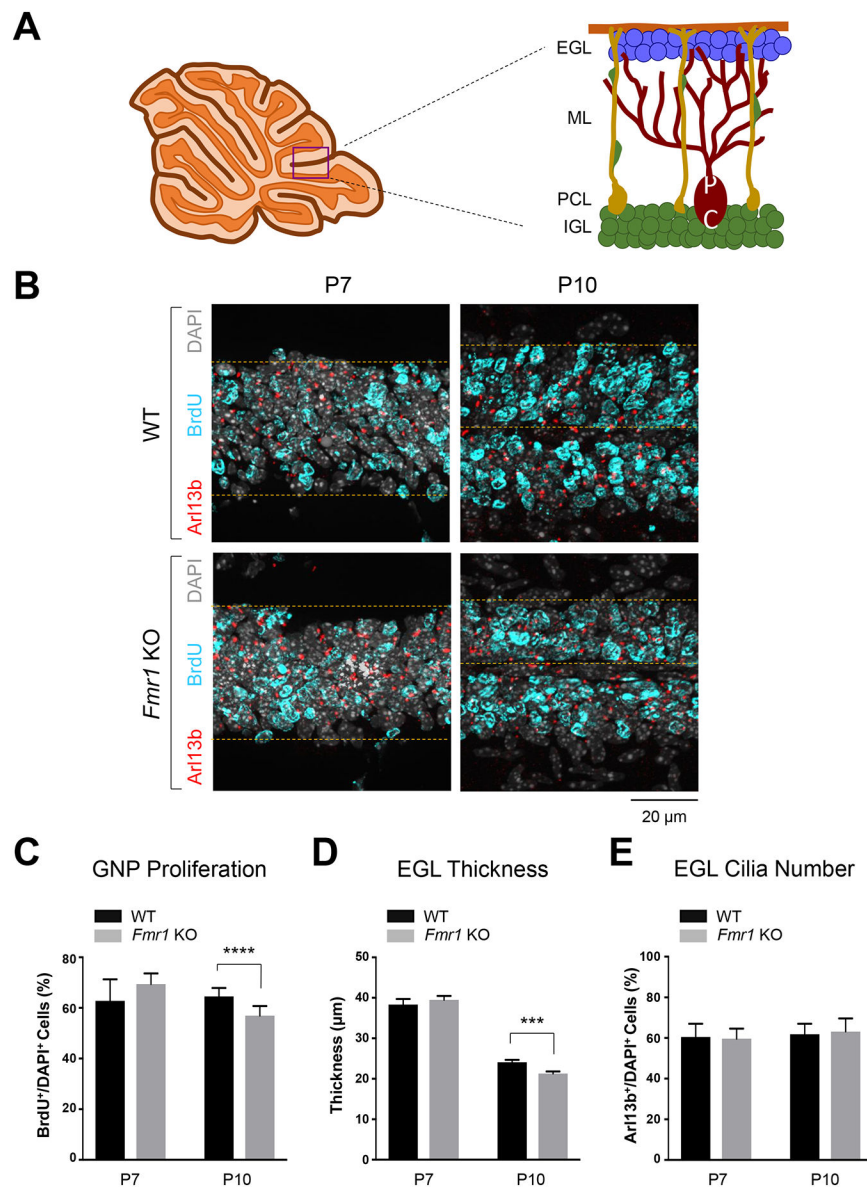 A
EGL
ML
PCL
IGL
P
C
B
P7
P10
WT
Arl13b BrdU DAPI
Fmr1 KO
Arl13b BrdU DAPI
20 µm
C
GNP Proliferation
WT
Fmr1 KO
BrdU⁺/DAPI⁺ Cells (%)
80
60
40
20
0
****
P7
P10
D
EGL Thickness
WT
Fmr1 KO
Thickness (µm)
50
40
30
20
10
0
***
P7
P10
E
EGL Cilia Number
WT
Fmr1 KO
Arl13b⁺/DAPI⁺ Cells (%)
100
80
60
40
20
0
P7
P10